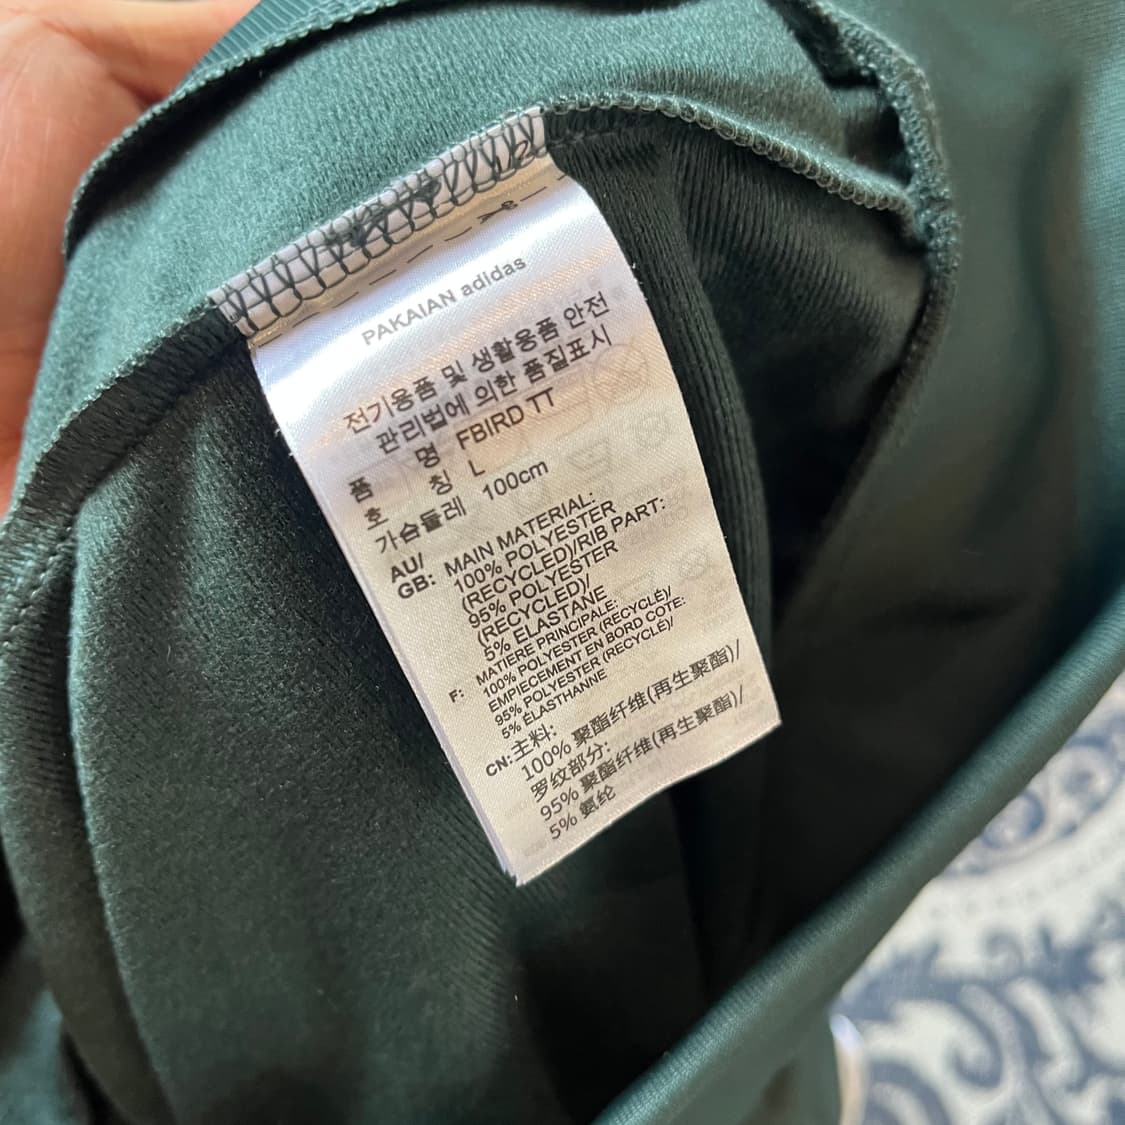 PAKAIAN adidas
전기용품 및 생활용품 안전
관리법에 의한 품질표시
품 명 FBIRD TT
호 칭 L
가슴둘레 100cm
AU/
GB: MAIN MATERIAL:
100% POLYESTER
(RECYCLED)/RIB PART:
95% POLYESTER
(RECYCLED)/
5% ELASTANE
F: MATIERE PRINCIPALE:
100% POLYESTER (RECYCLÉ)/
EMPIECEMENT EN BORD COTE:
95% POLYESTER (RECYCLÉ)/
5% ÉLASTHANNE
CN: 主料:
100% 聚酯纤维(再生聚酯)/
罗纹部分:
95% 聚酯纤维(再生聚酯)/
5% 氨纶